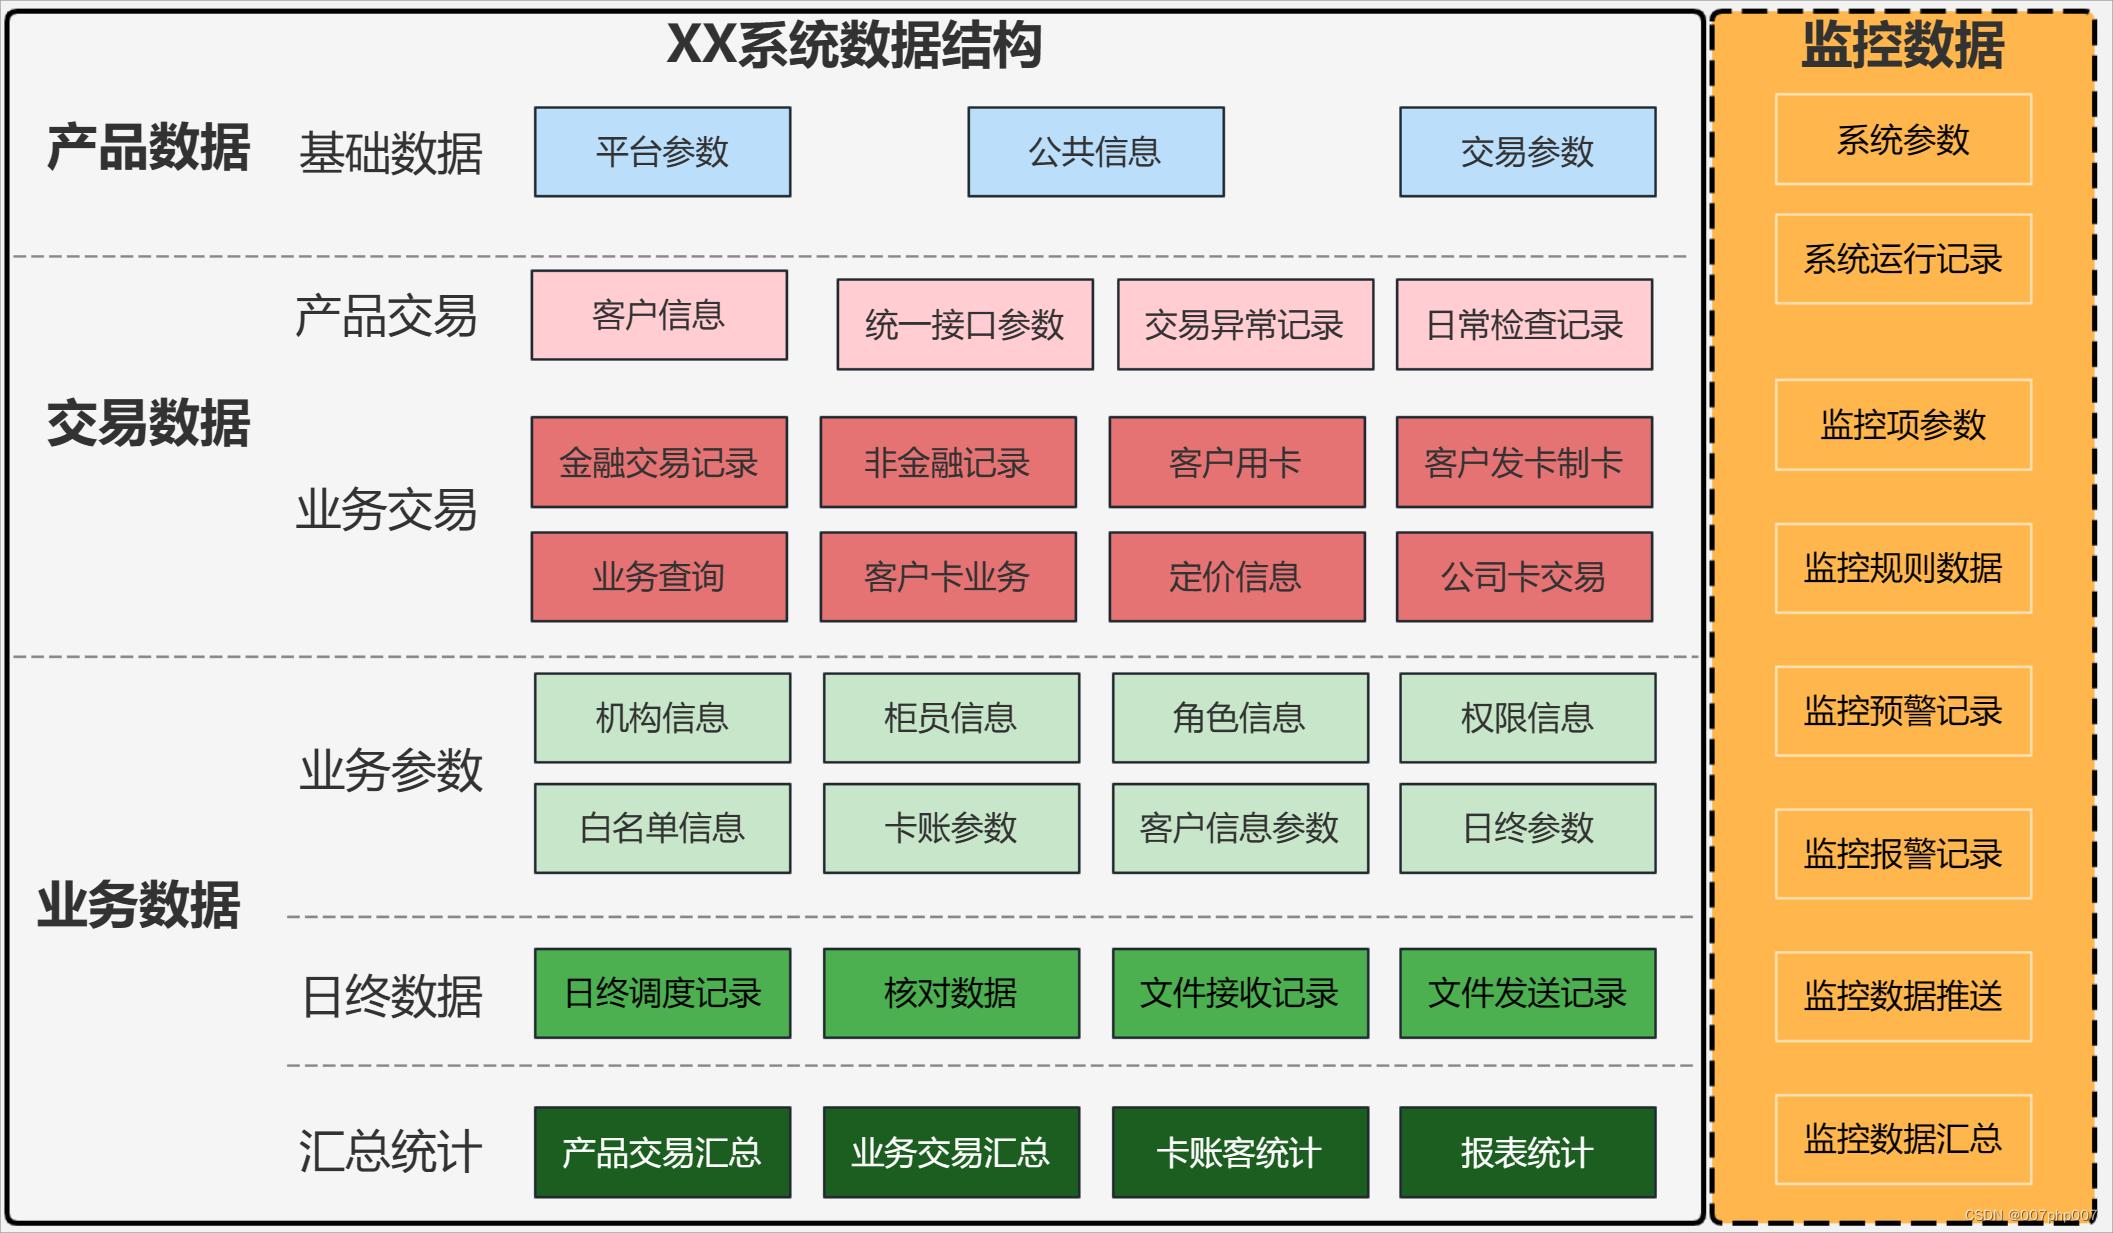 XX系统数据结构
产品数据
基础数据
平台参数
公共信息
交易参数
交易数据
产品交易
客户信息
统一接口参数
交易异常记录
日常检查记录
业务交易
金融交易记录
非金融记录
客户用卡
客户发卡制卡
业务查询
客户卡业务
定价信息
公司卡交易
业务数据
业务参数
机构信息
柜员信息
角色信息
权限信息
白名单信息
卡账参数
客户信息参数
日终参数
日终数据
日终调度记录
核对数据
文件接收记录
文件发送记录
汇总统计
产品交易汇总
业务交易汇总
卡账客统计
报表统计
监控数据
系统参数
系统运行记录
监控项参数
监控规则数据
监控预警记录
监控报警记录
监控数据推送
监控数据汇总
CSDN @007php007